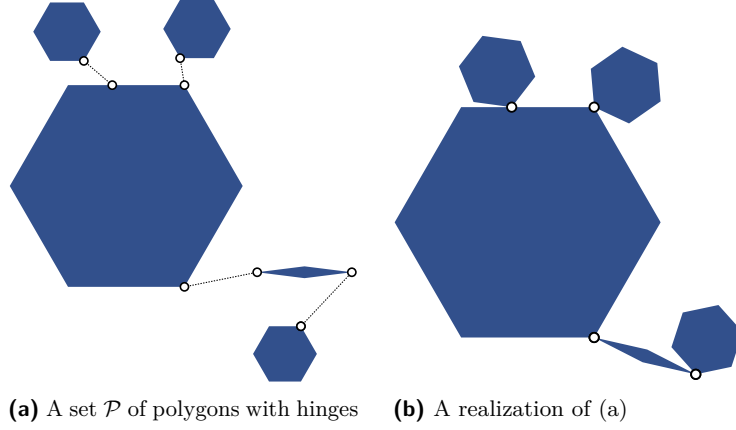 (a) A set 𝒫 of polygons with hinges
(b) A realization of (a)